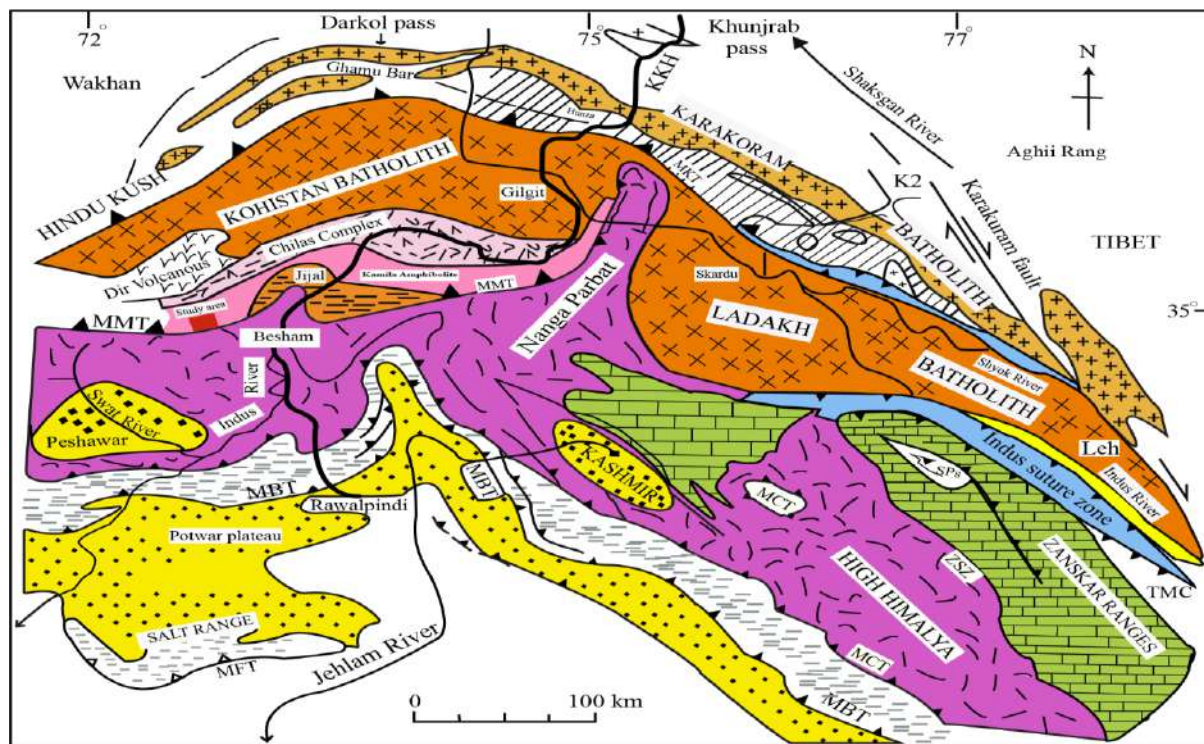 72°
Darkol pass
75°
Khunjrab
pass
77°
Wakhan
Ghamu Bar
KKH
N
Shaksgan River
Hunza
KARAKORAM
Aghii Rang
MKT
K2
HINDU KUSH
KOHISTAN BATHOLITH
Gilgit
BATHOLITH
Karakuram fault
TIBET
Chilas Complex
Dir Volcanous
Jijal
Kamila Amphibolite
MMT
Skardu
Study area
MMT
Nanga Parbat
LADAKH
35°
Besham
Shyok River
BATHOLITH
River
Indus
Swat River
Peshawar
Leh
KASHMIR
SPB
Indus suture zone
Indus River
MBT
MBT
MCT
Rawalpindi
Potwar plateau
ZSZ
HIGH HIMALYA
ZANSKAR RANGES
TMC
SALT RANGE
MFT
Jehlam River
MCT
MBT
0
100 km